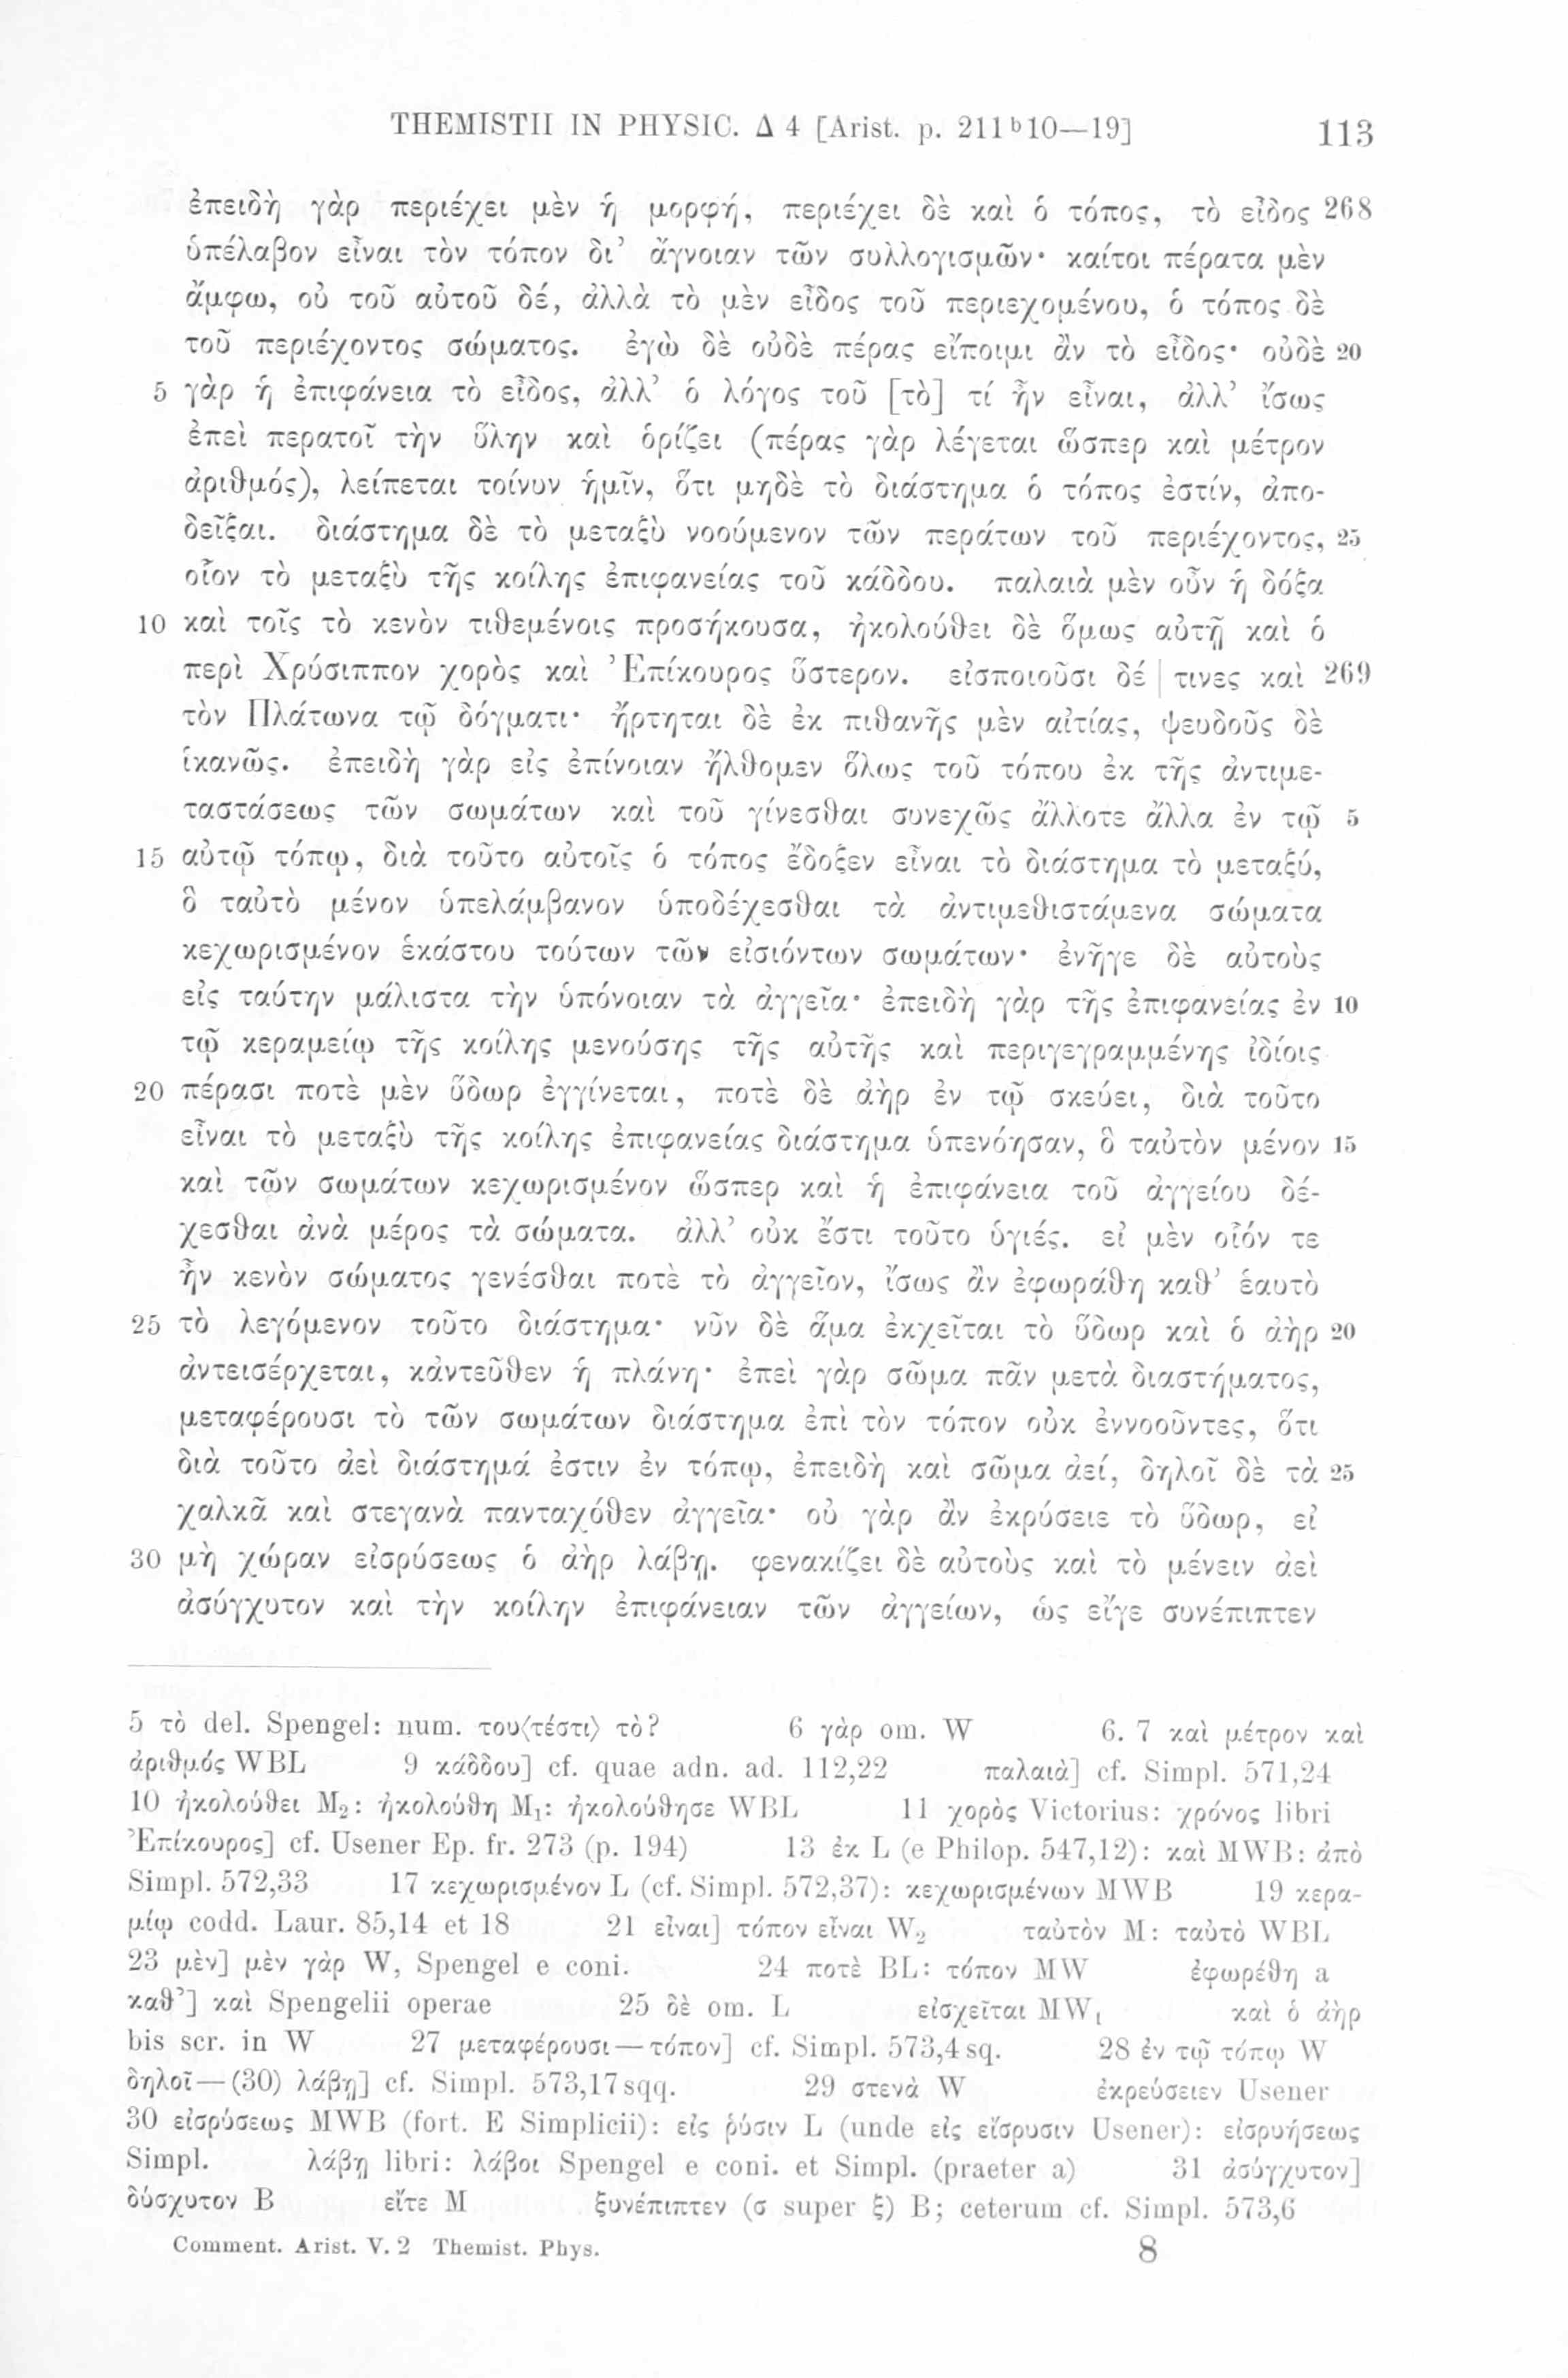 THEMISTII IN PHYSIC. Δ 4 [Arist. p. 211ᵇ10—19] 113
ἐπειδὴ γὰρ περιέχει μὲν ἡ μορφή, περιέχει δὲ καὶ ὁ τόπος, τὸ εἶδος 268
ὑπέλαβον εἶναι τὸν τόπον δι’ ἄγνοιαν τῶν συλλογισμῶν· καίτοι πέρατα μὲν
ἄμφω, οὐ τοῦ αὐτοῦ δέ, ἀλλὰ τὸ μὲν εἶδος τοῦ περιεχομένου, ὁ τόπος δὲ
τοῦ περιέχοντος σώματος. ἐγὼ δὲ οὐδὲ πέρας εἴποιμι ἂν τὸ εἶδος· οὐδὲ 20
5 γὰρ ἡ ἐπιφάνεια τὸ εἶδος, ἀλλ’ ὁ λόγος τοῦ [τὸ] τί ἦν εἶναι, ἀλλ’ ἴσως
ἐπεὶ περατοῖ τὴν ὕλην καὶ ὁρίζει (πέρας γὰρ λέγεται ὥσπερ καὶ μέτρον
ἀριθμός), λείπεται τοίνυν ἡμῖν, ὅτι μηδὲ τὸ διάστημα ὁ τόπος ἐστίν, ἀπο-
δεῖξαι. διάστημα δὲ τὸ μεταξὺ νοούμενον τῶν περάτων τοῦ περιέχοντος, 25
οἷον τὸ μεταξὺ τῆς κοίλης ἐπιφανείας τοῦ κάδδου. παλαιὰ μὲν οὖν ἡ δόξα
10 καὶ τοῖς τὸ κενὸν τιθεμένοις προσήκουσα, ἠκολούθει δὲ ὅμως αὐτῇ καὶ ὁ
περὶ Χρύσιππον χορὸς καὶ Ἐπίκουρος ὕστερον. εἰσποιοῦσι δέ | τινες καὶ 269
τὸν Πλάτωνα τῷ δόγματι· ἤρτηται δὲ ἐκ πιθανῆς μὲν αἰτίας, ψευδοῦς δὲ
ἱκανῶς. ἐπειδὴ γὰρ εἰς ἐπίνοιαν ἤλθομεν ὅλως τοῦ τόπου ἐκ τῆς ἀντιμε-
ταστάσεως τῶν σωμάτων καὶ τοῦ γίνεσθαι συνεχῶς ἄλλοτε ἄλλα ἐν τῷ 5
15 αὐτῷ τόπῳ, διὰ τοῦτο αὐτοῖς ὁ τόπος ἔδοξεν εἶναι τὸ διάστημα τὸ μεταξύ,
ὃ ταὐτὸ μένον ὑπελάμβανον ὑποδέχεσθαι τὰ ἀντιμεθιστάμενα σώματα
κεχωρισμένον ἑκάστου τούτων τῶν εἰσιόντων σωμάτων· ἐνῆγε δὲ αὐτοὺς
εἰς ταύτην μάλιστα τὴν ὑπόνοιαν τὰ ἀγγεῖα· ἐπειδὴ γὰρ τῆς ἐπιφανείας ἐν 10
τῷ κεραμείῳ τῆς κοίλης μενούσης τῆς αὐτῆς καὶ περιγεγραμμένης ἰδίοις
20 πέρασι ποτὲ μὲν ὕδωρ ἐγγίνεται, ποτὲ δὲ ἀὴρ ἐν τῷ σκεύει, διὰ τοῦτο
εἶναι τὸ μεταξὺ τῆς κοίλης ἐπιφανείας διάστημα ὑπενόησαν, ὃ ταὐτὸν μένον 15
καὶ τῶν σωμάτων κεχωρισμένον ὥσπερ καὶ ἡ ἐπιφάνεια τοῦ ἀγγείου δέ-
χεσθαι ἀνὰ μέρος τὰ σώματα. ἀλλ’ οὐκ ἔστι τοῦτο ὑγιές. εἰ μὲν οἷόν τε
ἦν κενὸν σώματος γενέσθαι ποτὲ τὸ ἀγγεῖον, ἴσως ἂν ἐφωράθη καθ’ ἑαυτὸ
25 τὸ λεγόμενον τοῦτο διάστημα· νῦν δὲ ἅμα ἐκχεῖται τὸ ὕδωρ καὶ ὁ ἀὴρ 20
ἀντεισέρχεται, κἀντεῦθεν ἡ πλάνη· ἐπεὶ γὰρ σῶμα πᾶν μετὰ διαστήματος,
μεταφέρουσι τὸ τῶν σωμάτων διάστημα ἐπὶ τὸν τόπον οὐκ ἐννοοῦντες, ὅτι
διὰ τοῦτο ἀεὶ διάστημά ἐστιν ἐν τόπῳ, ἐπειδὴ καὶ σῶμα ἀεί, δηλοῖ δὲ τὰ 25
χαλκᾶ καὶ στεγανὰ πανταχόθεν ἀγγεῖα· οὐ γὰρ ἂν ἐκρύσειε τὸ ὕδωρ, εἰ
30 μὴ χώραν εἰσρύσεως ὁ ἀὴρ λάβῃ. φενακίζει δὲ αὐτοὺς καὶ τὸ μένειν ἀεὶ
ἀσύγχυτον καὶ τὴν κοίλην ἐπιφάνειαν τῶν ἀγγείων, ὡς εἴγε συνέπιπτεν
5 τὸ del. Spengel: num. του⟨τέστι⟩ τὸ? 6 γὰρ om. W 6. 7 καὶ μέτρον καὶ
ἀριθμός WBL 9 κάδδου] cf. quae adn. ad. 112,22 παλαιὰ] cf. Simpl. 571,24
10 ἠκολούθει M₂: ἠκολούθη M₁: ἠκολούθησε WBL 11 χορὸς Victorius: χρόνος libri
Ἐπίκουρος] cf. Usener Ep. fr. 273 (p. 194) 13 ἐκ L (e Philop. 547,12): καὶ MWB: ἀπὸ
Simpl. 572,33 17 κεχωρισμένον L (cf. Simpl. 572,37): κεχωρισμένων MWB 19 κερα-
μίῳ codd. Laur. 85,14 et 18 21 εἶναι] τόπον εἶναι W₂ ταὐτὸν M: ταὐτὸ WBL
23 μὲν] μὲν γὰρ W, Spengel e coni. 24 ποτὲ BL: τόπον MW ἐφωρέθη a
καθ’] καὶ Spengelii operae 25 δὲ om. L εἰσχεῖται MW₁ καὶ ὁ ἀὴρ
bis scr. in W 27 μεταφέρουσι—τόπον] cf. Simpl. 573,4 sq. 28 ἐν τῷ τόπῳ W
δηλοῖ—(30) λάβῃ] cf. Simpl. 573,17 sqq. 29 στενὰ W ἐκρεύσειεν Usener
30 εἰσρύσεως MWB (fort. E Simplicii): εἰς ῥύσιν L (unde εἰς εἴσρυσιν Usener): εἰσρυήσεως
Simpl. λάβῃ libri: λάβοι Spengel e coni. et Simpl. (praeter a) 31 ἀσύγχυτον]
δύσχυτον B εἴτε M ξυνέπιπτεν (σ super ξ) B; ceterum cf. Simpl. 573,6
Comment. Arist. V. 2 Themist. Phys. 8